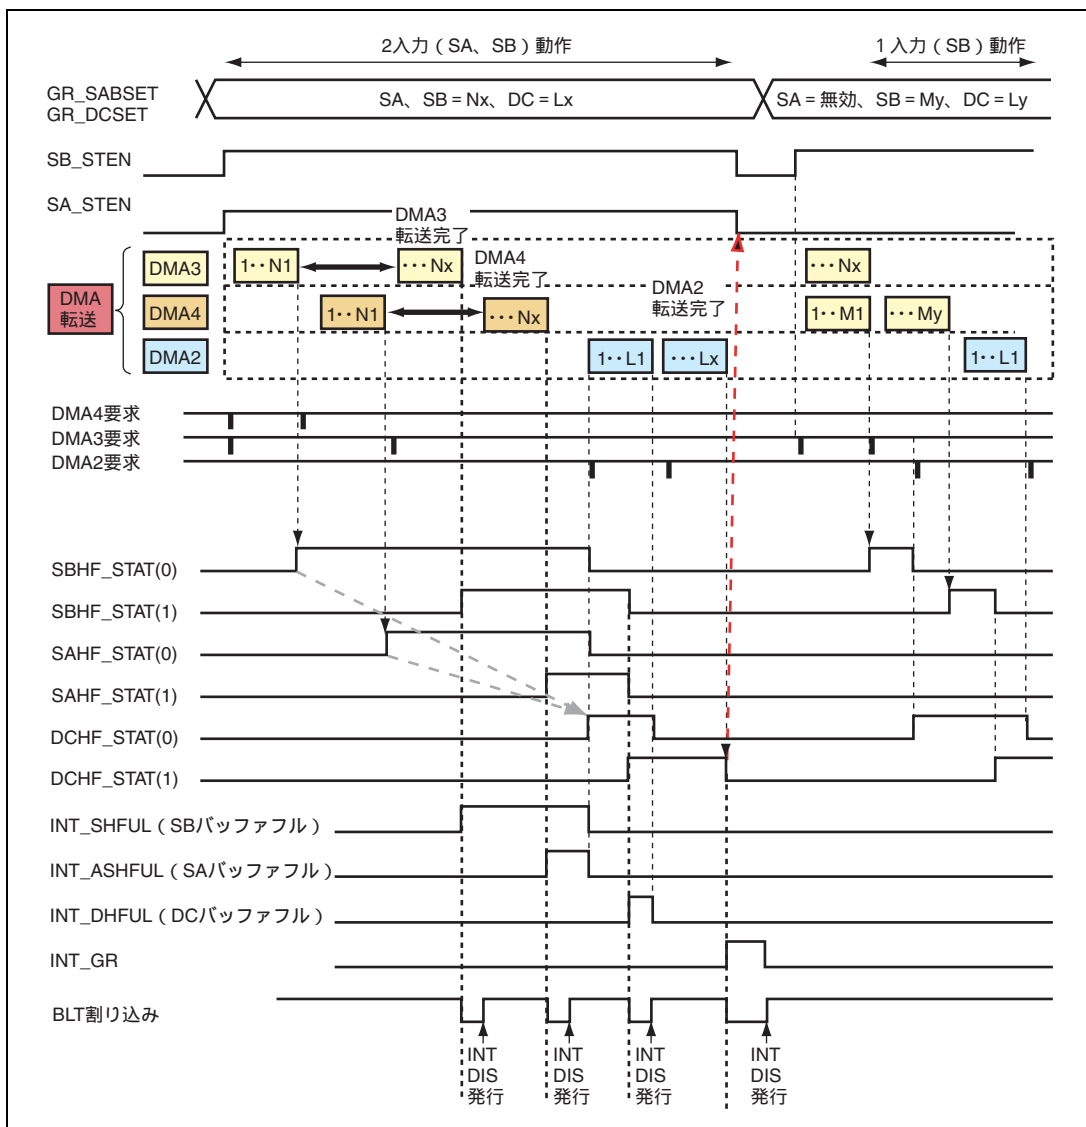 2入力（SA、SB）動作
1入力（SB）動作
GR_SABSET
GR_DCSET
SA、SB＝Nx、DC＝Lx
SA＝無効、SB＝My、DC＝Ly
SB_STEN
SA_STEN
DMA3
転送完了
DMA4
転送完了
DMA2
転送完了
DMA
転送
DMA3
1‥N1
…Nx
…Nx
DMA4
1‥N1
…Nx
1‥M1
…My
DMA2
1‥L1
…Lx
1‥L1
DMA4要求
DMA3要求
DMA2要求
SBHF_STAT(0)
SBHF_STAT(1)
SAHF_STAT(0)
SAHF_STAT(1)
DCHF_STAT(0)
DCHF_STAT(1)
INT_SHFUL（SBバッファフル）
INT_ASHFUL（SAバッファフル）
INT_DHFUL（DCバッファフル）
INT_GR
BLT割り込み
INT
DIS
発行
INT
DIS
発行
INT
DIS
発行
INT
DIS
発行